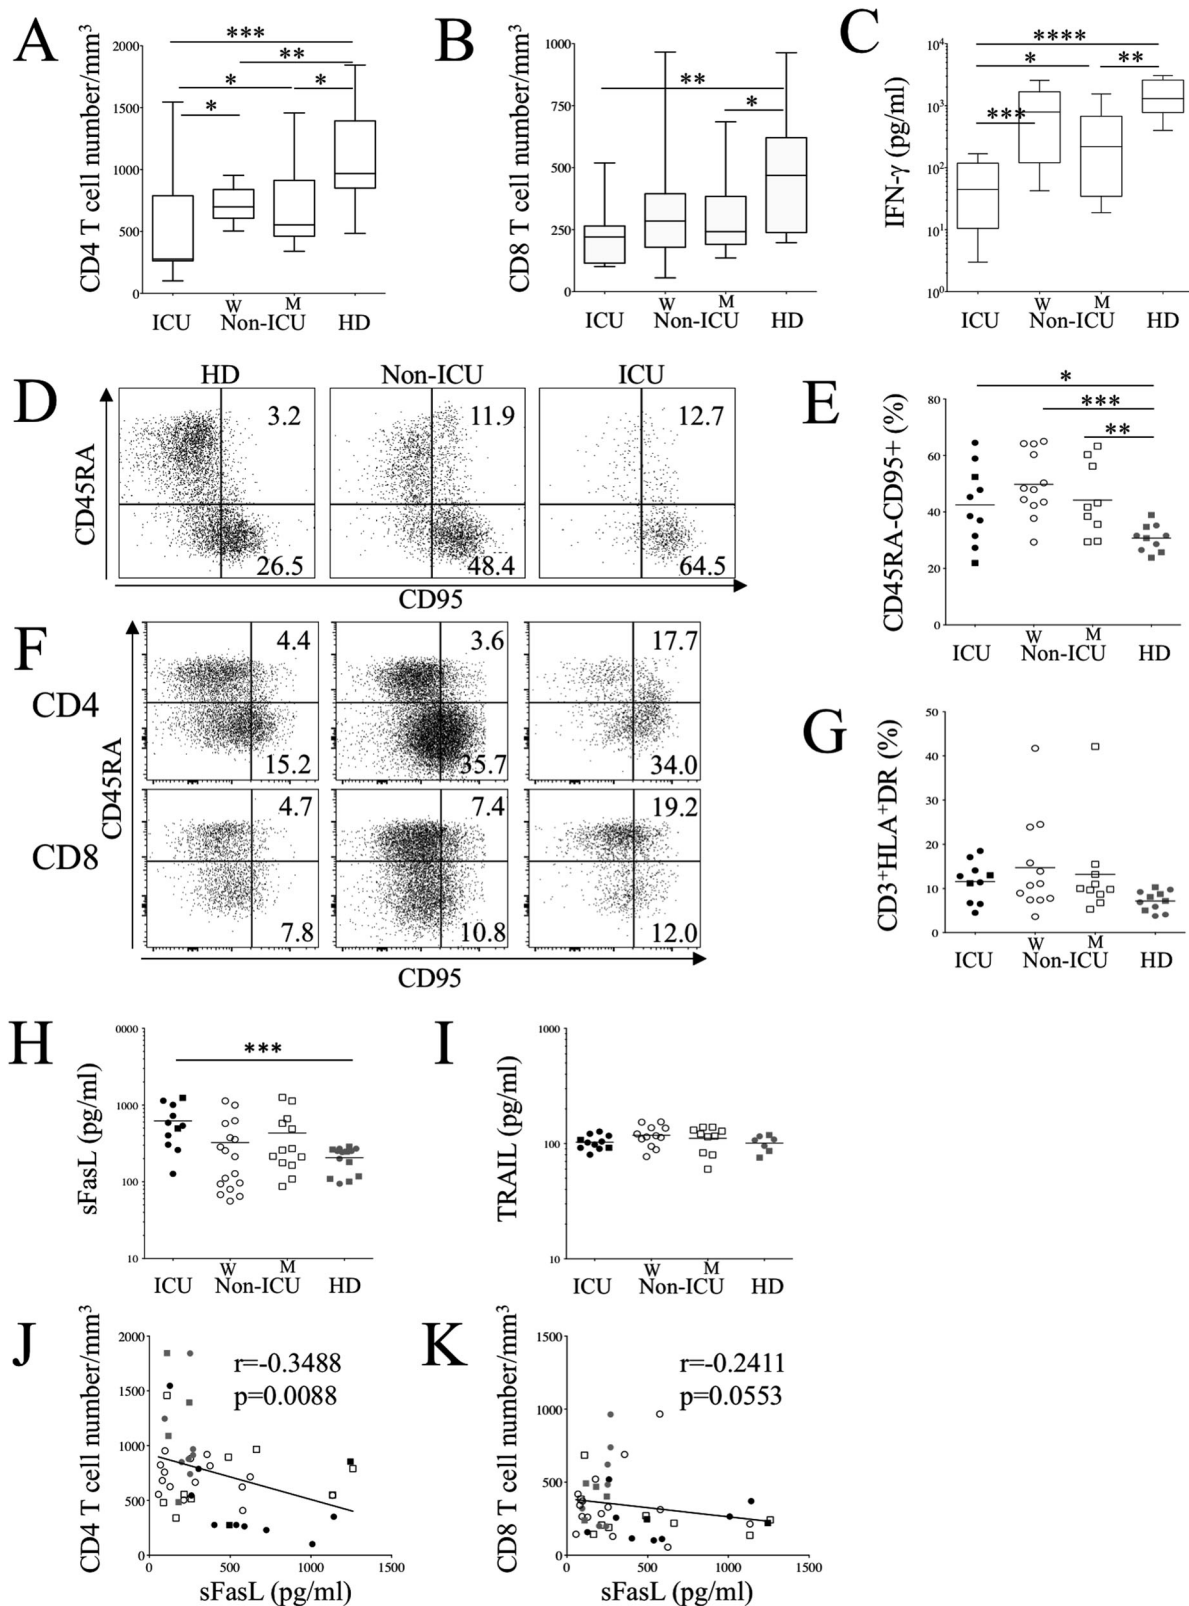 A
CD4 T cell number/mm³
2000
1500
1000
500
0
***
**
*
*
*
W
M
ICU
Non-ICU
HD
B
CD8 T cell number/mm³
1000
750
500
250
0
**
*
W
M
ICU
Non-ICU
HD
C
IFN-γ (pg/ml)
10⁴
10³
10²
10¹
10⁰
****
*
**
***
W
M
ICU
Non-ICU
HD
D
HD
Non-ICU
ICU
CD45RA
3.2
11.9
12.7
26.5
48.4
64.5
CD95
E
CD45RA-CD95+ (%)
80
60
40
20
0
*
***
**
W
M
ICU
Non-ICU
HD
F
CD4
CD8
CD45RA
4.4
3.6
17.7
15.2
35.7
34.0
4.7
7.4
19.2
7.8
10.8
12.0
CD95
G
CD3⁺HLA⁺DR (%)
50
40
30
20
10
0
W
M
ICU
Non-ICU
HD
H
sFasL (pg/ml)
0000
1000
100
10
***
W
M
ICU
Non-ICU
HD
I
TRAIL (pg/ml)
1000
100
10
W
M
ICU
Non-ICU
HD
J
CD4 T cell number/mm³
2000
1500
1000
500
0
r=-0.3488
p=0.0088
0
500
1000
1500
sFasL (pg/ml)
K
CD8 T cell number/mm³
1500
1000
500
0
r=-0.2411
p=0.0553
0
500
1000
1500
sFasL (pg/ml)